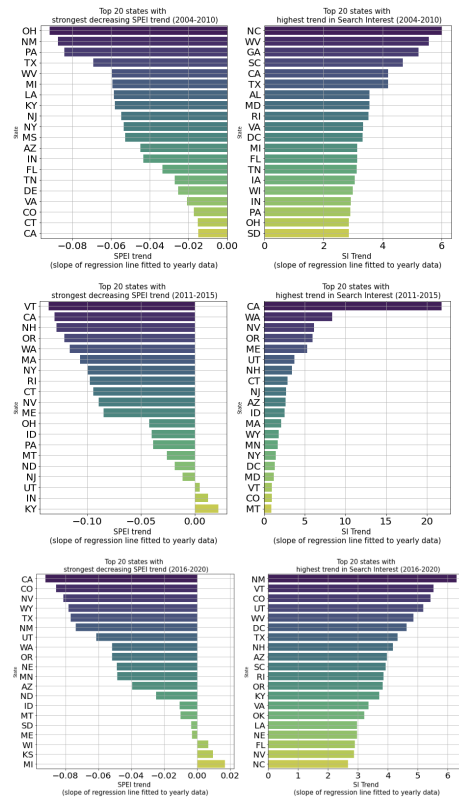 Top 20 states with
strongest decreasing SPEI trend (2004-2010)
OH
NM
PA
TX
WV
MI
LA
KY
NJ
NY
MS
AZ
IN
FL
TN
DE
VA
CO
CT
CA
State
−0.08 −0.06 −0.04 −0.02 0.00
SPEI trend
(slope of regression line fitted to yearly data)
Top 20 states with
highest trend in Search Interest (2004-2010)
NC
WV
GA
SC
CA
TX
AL
MD
RI
VA
DC
MI
FL
TN
IA
WI
IN
PA
OH
SD
State
0 2 4 6
SI trend
(slope of regression line fitted to yearly data)
Top 20 states with
strongest decreasing SPEI trend (2011-2015)
VT
CA
NH
OR
WA
MA
NY
RI
CT
NV
ME
OH
ID
PA
MT
ND
NJ
UT
IN
KY
State
−0.10 −0.05 0.00
SPEI trend
(slope of regression line fitted to yearly data)
Top 20 states with
highest trend in Search Interest (2011-2015)
CA
WA
NV
OR
ME
UT
NH
CT
NJ
AZ
ID
MA
WY
MN
NY
DC
MD
VT
CO
MT
State
0 5 10 15 20
SI Trend
(slope of regression line fitted to yearly data)
Top 20 states with
strongest decreasing SPEI trend (2016-2020)
CA
CO
NV
WY
TX
NM
UT
WA
OR
NE
MN
AZ
ND
ID
MT
SD
ME
WI
KS
MI
State
−0.08 −0.06 −0.04 −0.02 0.00 0.02
SPEI trend
(slope of regression line fitted to yearly data)
Top 20 states with
highest trend in Search Interest (2016-2020)
NM
VT
CO
UT
WV
DC
TX
NH
AZ
SC
RI
OR
KY
VA
OK
LA
NE
FL
NV
NC
State
0 1 2 3 4 5 6
SI Trend
(slope of regression line fitted to yearly data)